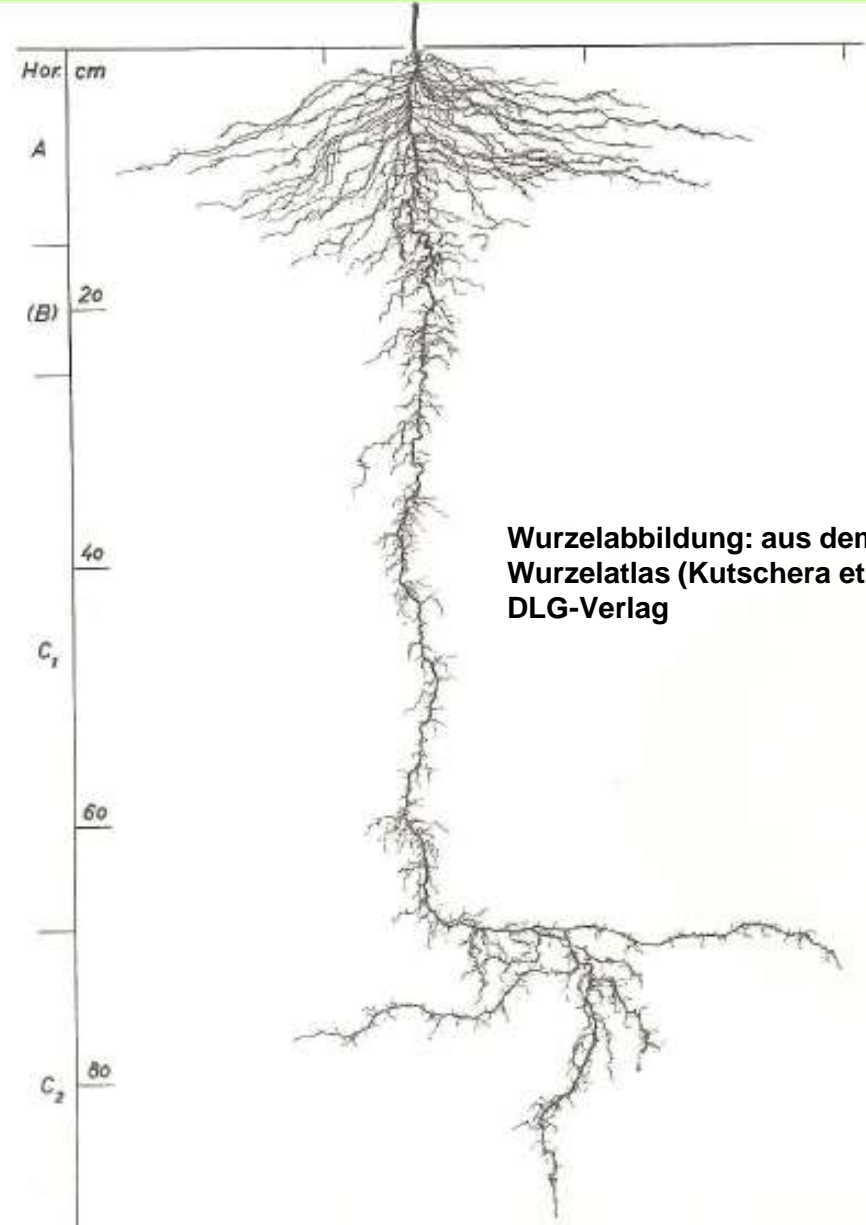 Hor. cm
A
20
(B)
Wurzelabbildung: aus dem
Wurzelatlas (Kutschera et
DLG-Verlag
40
C₁
60
80
C₂